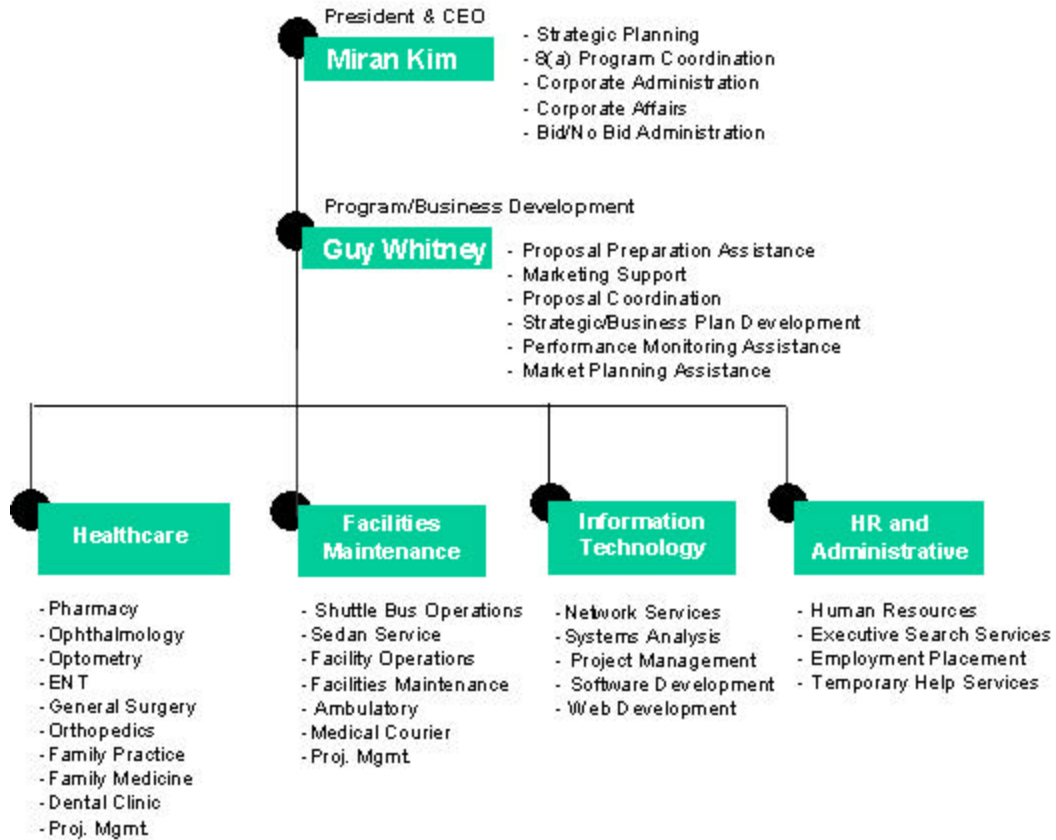 President & CEO
Miran Kim
- Strategic Planning
- 8(a) Program Coordination
- Corporate Administration
- Corporate Affairs
- Bid/No Bid Administration
Program/Business Development
Guy Whitney
- Proposal Preparation Assistance
- Marketing Support
- Proposal Coordination
- Strategic/Business Plan Development
- Performance Monitoring Assistance
- Market Planning Assistance
Healthcare
- Pharmacy
- Ophthalmology
- Optometry
- ENT
- General Surgery
- Orthopedics
- Family Practice
- Family Medicine
- Dental Clinic
- Proj. Mgmt.
Facilities
Maintenance
- Shuttle Bus Operations
- Sedan Service
- Facility Operations
- Facilities Maintenance
- Ambulatory
- Medical Courier
- Proj. Mgmt.
Information
Technology
- Network Services
- Systems Analysis
- Project Management
- Software Development
- Web Development
HR and
Administrative
- Human Resources
- Executive Search Services
- Employment Placement
- Temporary Help Services